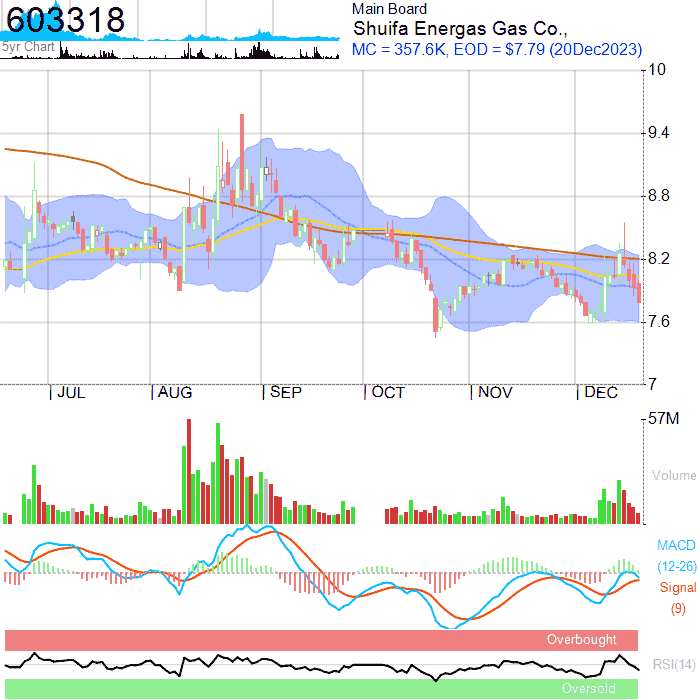 603318
5yr Chart
Main Board
Shuifa Energas Gas Co.,
MC = 357.6K, EOD = $7.79 (20Dec2023)
10
9.4
8.8
8.2
7.6
7
JUL
AUG
SEP
OCT
NOV
DEC
57M
Volume
MACD
(12-26)
Signal
(9)
Overbought
RSI(14)
Oversold